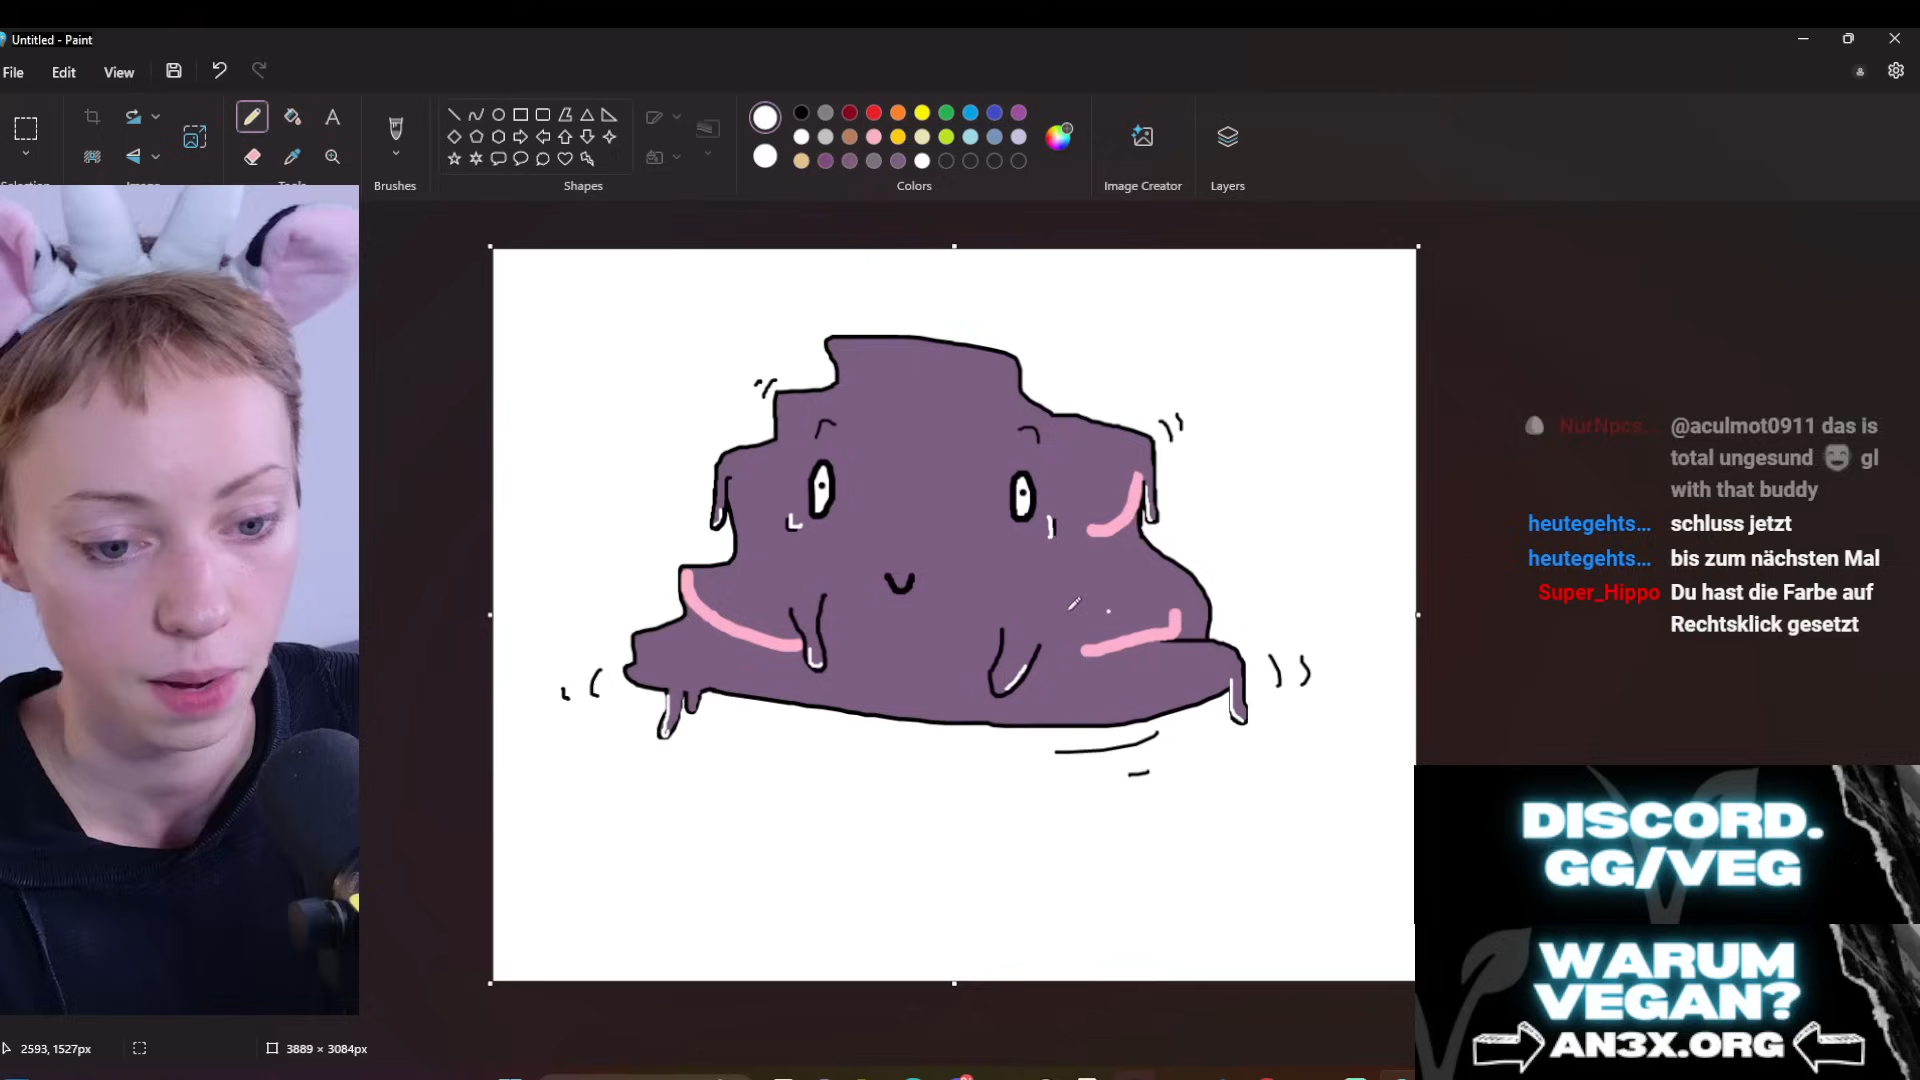 Untitled - Paint
File Edit View
Brushes
Shapes
Colors
Image Creator
Layers
@aculmot0911 das is
total ungesund gl
with that buddy
heutegehts... schluss jetzt
heutegehts... bis zum nächsten Mal
Super_Hippo Du hast die Farbe auf
Rechtsklick gesetzt
DISCORD.
GG/VEG
WARUM
VEGAN?
AN3X.ORG
2593, 1527px
3889 × 3084px